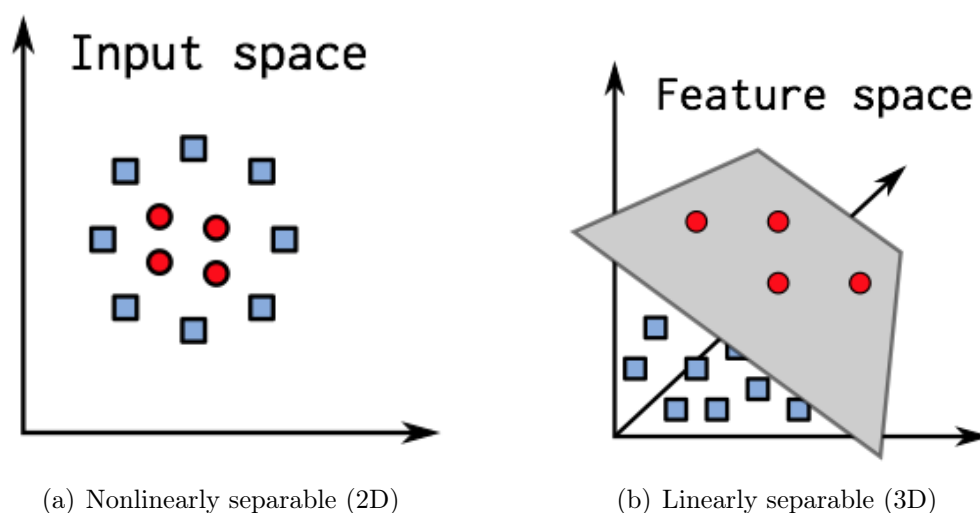 Input space
Feature space
(a) Nonlinearly separable (2D)
(b) Linearly separable (3D)